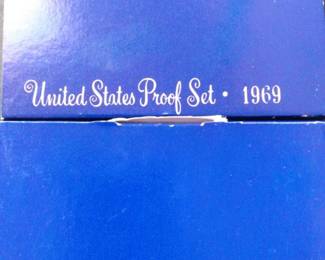 United States Proof Set • 1969